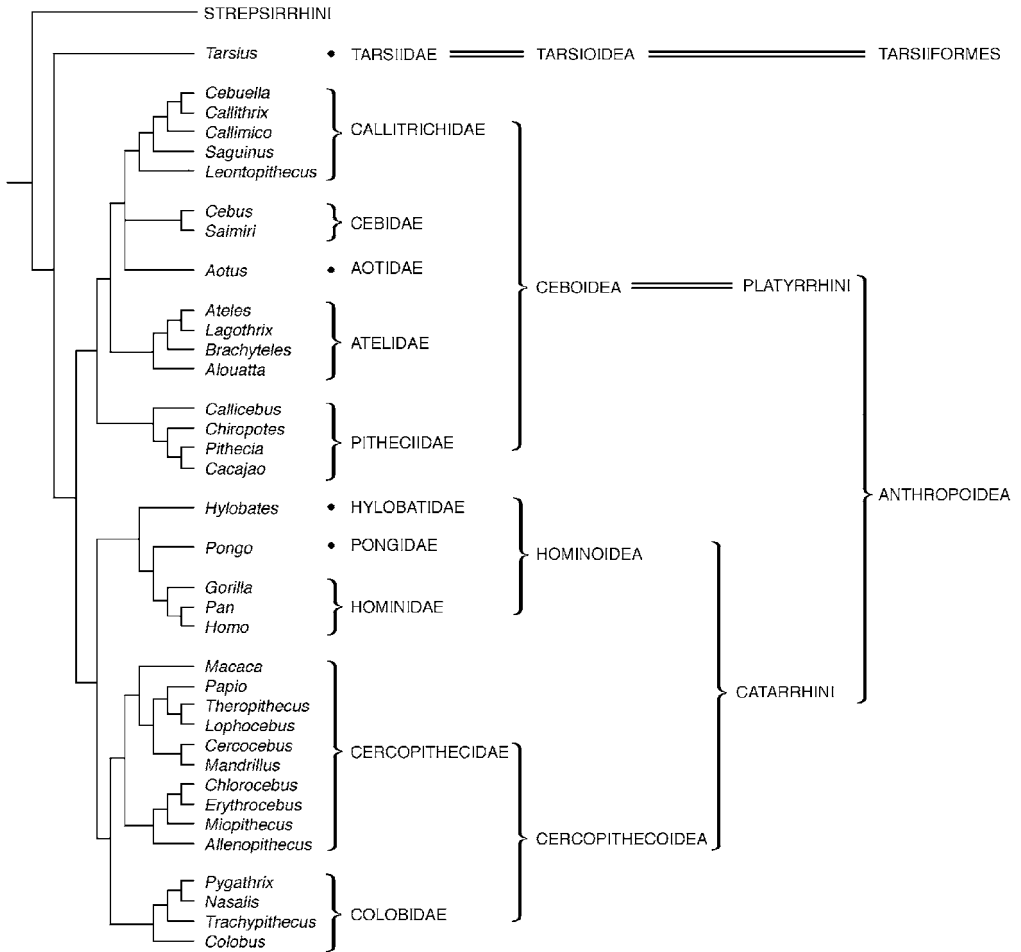 STREPSIRRHINI
Tarsius • TARSIIDAE TARSIOIDEA TARSIIFORMES
Cebuella
Callithrix
Callimico
Saguinus
Leontopithecus
CALLITRICHIDAE
Cebus
Saimiri
CEBIDAE
Aotus • AOTIDAE
CEBOIDEA PLATYRRHINI
Ateles
Lagothrix
Brachyteles
Alouatta
ATELIDAE
Callicebus
Chiropotes
Pithecia
Cacajao
PITHECIIDAE
ANTHROPOIDEA
Hylobates • HYLOBATIDAE
Pongo • PONGIDAE
HOMINOIDEA
Gorilla
Pan
Homo
HOMINIDAE
Macaca
Papio
Theropithecus
Lophocebus
Cercocebus
Mandrillus
Chlorocebus
Erythrocebus
Miopithecus
Allenopithecus
CERCOPITHECIDAE
CATARRHINI
CERCOPITHECOIDEA
Pygathrix
Nasalis
Trachypithecus
Colobus
COLOBIDAE